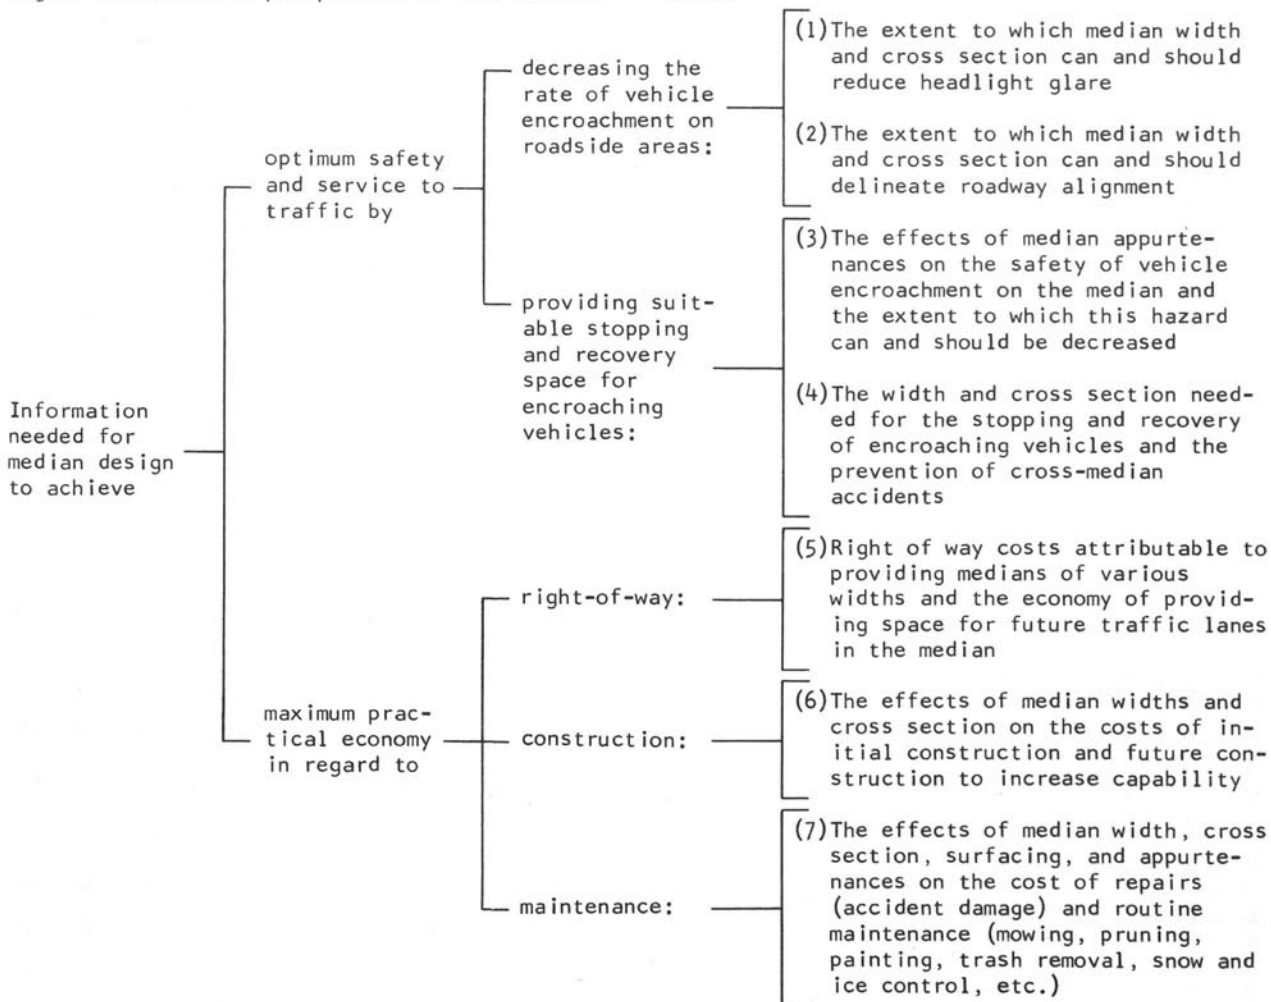 Information
needed for
median design
to achieve
optimum safety
and service to
traffic by
decreasing the
rate of vehicle
encroachment on
roadside areas:
(1)The extent to which median width
and cross section can and should
reduce headlight glare
(2)The extent to which median width
and cross section can and should
delineate roadway alignment
providing suit-
able stopping
and recovery
space for
encroaching
vehicles:
(3)The effects of median appurte-
nances on the safety of vehicle
encroachment on the median and
the extent to which this hazard
can and should be decreased
(4)The width and cross section need-
ed for the stopping and recovery
of encroaching vehicles and the
prevention of cross-median
accidents
maximum prac-
tical economy
in regard to
right-of-way:
(5)Right of way costs attributable to
providing medians of various
widths and the economy of provid-
ing space for future traffic lanes
in the median
construction:
(6)The effects of median widths and
cross section on the costs of in-
itial construction and future con-
struction to increase capability
maintenance:
(7)The effects of median width, cross
section, surfacing, and appurte-
nances on the cost of repairs
(accident damage) and routine
maintenance (mowing, pruning,
painting, trash removal, snow and
ice control, etc.)